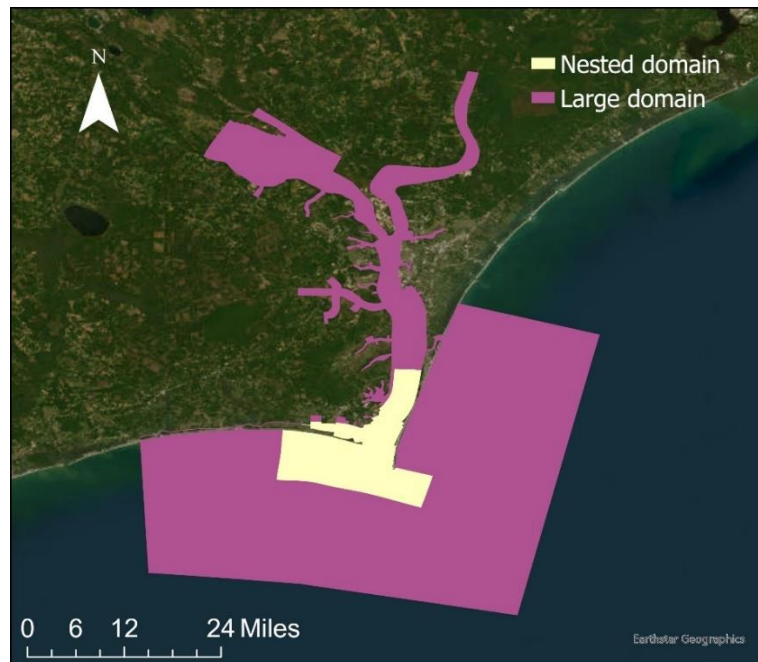 N
Nested domain
Large domain
0 6 12 24 Miles
Earthstar Geographics